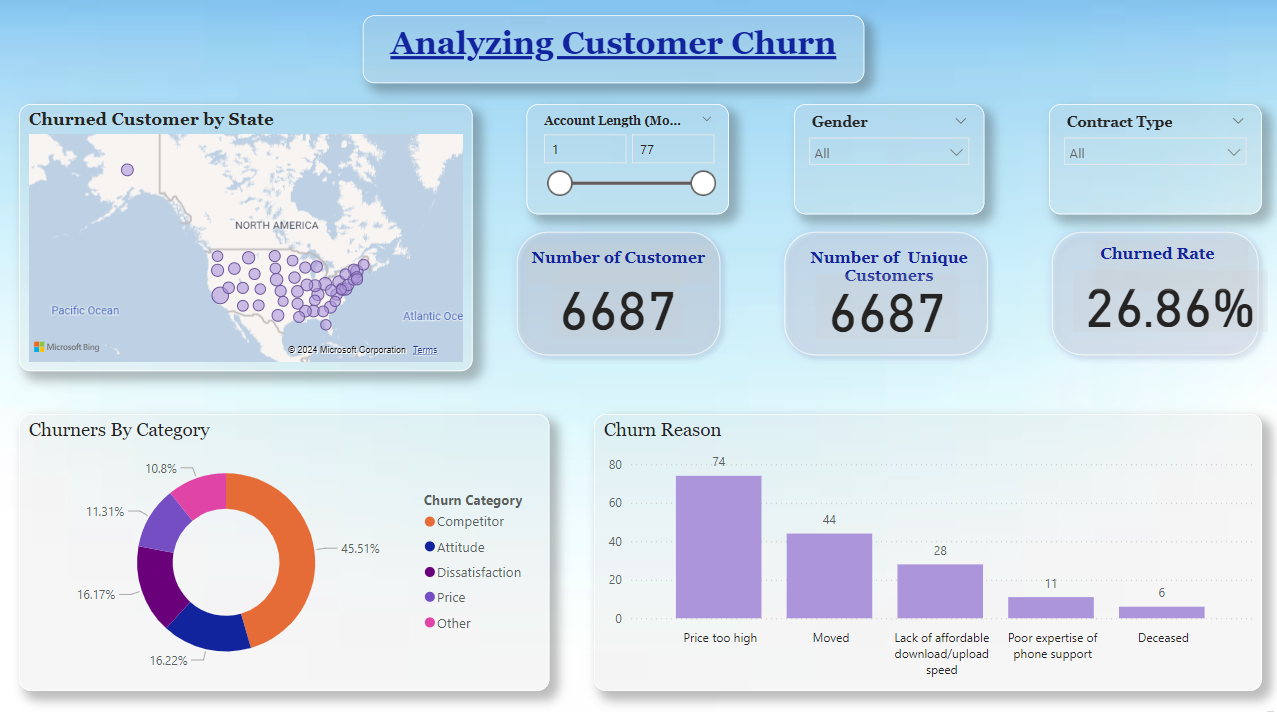 Analyzing Customer Churn
Churned Customer by State
NORTH AMERICA
Pacific Ocean
Atlantic Oce
Microsoft Bing
© 2024 Microsoft Corporation Terms
Account Length (Mo...
1 77
Gender
All
Contract Type
All
Number of Customer
6687
Number of Unique
Customers
6687
Churned Rate
26.86%
Churners By Category
10.8%
11.31%
45.51%
16.17%
16.22%
Churn Category
Competitor
Attitude
Dissatisfaction
Price
Other
Churn Reason
80
60
40
20
0
74
44
28
11
6
Price too high
Moved
Lack of affordable
download/upload
speed
Poor expertise of
phone support
Deceased